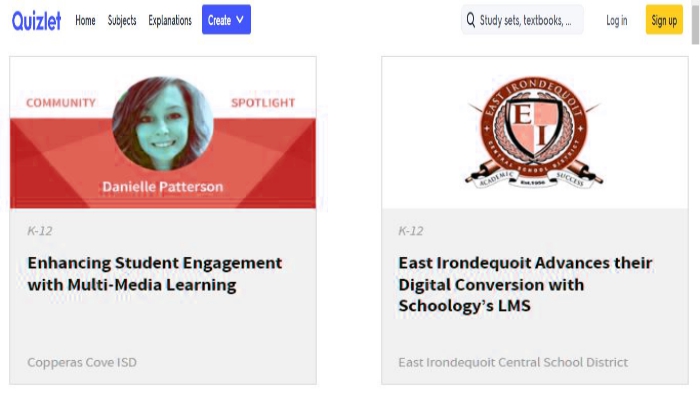 Quizlet Home Subjects Explanations Create Study sets, textbooks, ... Log in Sign up
COMMUNITY SPOTLIGHT
Danielle Patterson
K-12
Enhancing Student Engagement
with Multi-Media Learning
Copperas Cove ISD
EAST IRONDEQUOIT
E I
CENTRAL SCHOOL DISTRICT
ACADEMIC Est.1956 SUCCESS
K-12
East Irondequoit Advances their
Digital Conversion with
Schoology's LMS
East Irondequoit Central School District